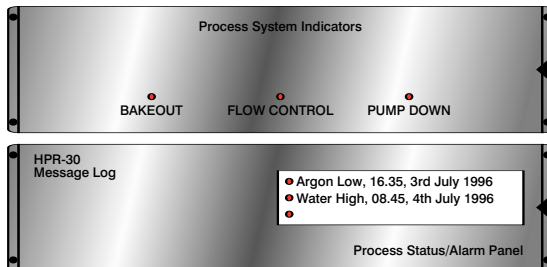 Process System Indicators
BAKEOUT FLOW CONTROL PUMP DOWN
HPR-30
Message Log
Argon Low, 16.35, 3rd July 1996
Water High, 08.45, 4th July 1996
Process Status/Alarm Panel